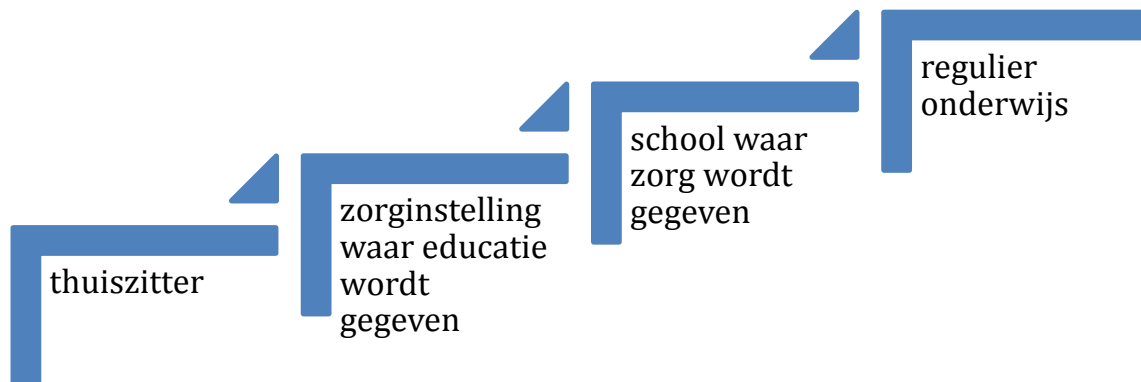 thuiszitter
zorginstelling
waar educatie
wordt
gegeven
school waar
zorg wordt
gegeven
regulier
onderwijs